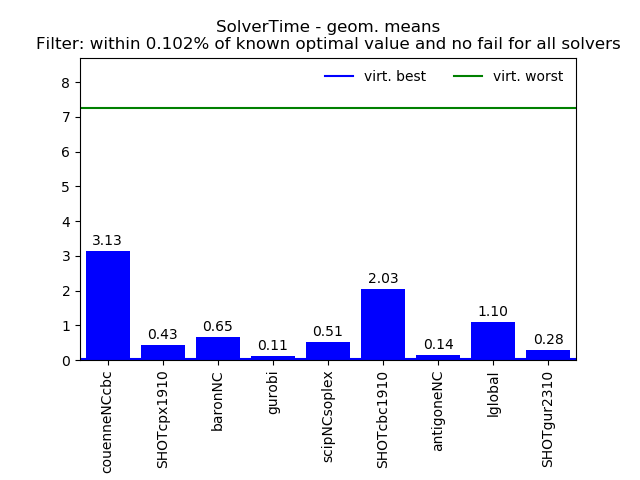 SolverTime - geom. means
Filter: within 0.102% of known optimal value and no fail for all solvers
virt. best
virt. worst
8
7
6
5
4
3
2
1
0
3.13
0.43
0.65
0.11
0.51
2.03
0.14
1.10
0.28
couenneNCcbc
SHOTcpx1910
baronNC
gurobi
scipNCsoplex
SHOTcbc1910
antigoneNC
lglobal
SHOTgur2310